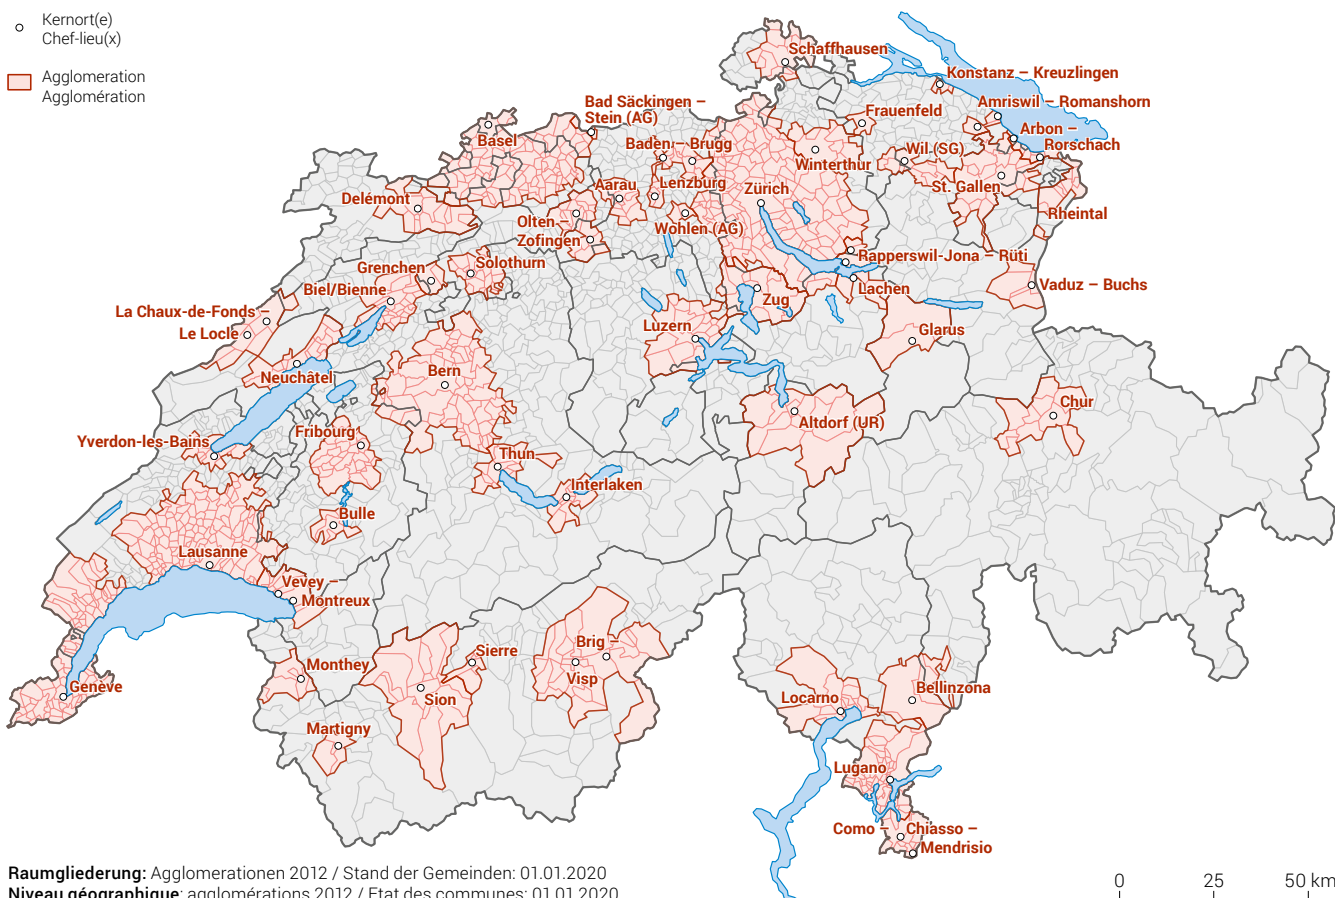 Kernort(e)
Chef-lieu(x)
Agglomeration
Agglomération
Schaffhausen
Konstanz – Kreuzlingen
Bad Säckingen –
Stein (AG)
Amriswil – Romanshorn
Frauenfeld
Arbon –
Rorschach
Basel
Baden – Brugg
Winterthur
Wil (SG)
St. Gallen
Delémont
Aarau
Lenzburg
Zürich
Rheintal
Olten –
Zofingen
Wohlen (AG)
Rapperswil-Jona – Rüti
Grenchen
Solothurn
Biel/Bienne
Lachen
Vaduz – Buchs
Zug
La Chaux-de-Fonds –
Le Locle
Luzern
Glarus
Neuchâtel
Bern
Chur
Altdorf (UR)
Yverdon-les-Bains
Fribourg
Thun
Interlaken
Bulle
Lausanne
Vevey –
Montreux
Monthey
Sierre
Brig –
Visp
Genève
Sion
Locarno
Bellinzona
Martigny
Lugano
Como –
Chiasso –
Mendrisio
Raumgliederung: Agglomerationen 2012 / Stand der Gemeinden: 01.01.2020
Niveau géographique: agglomérations 2012 / Etat des communes: 01.01.2020
0 25 50 km